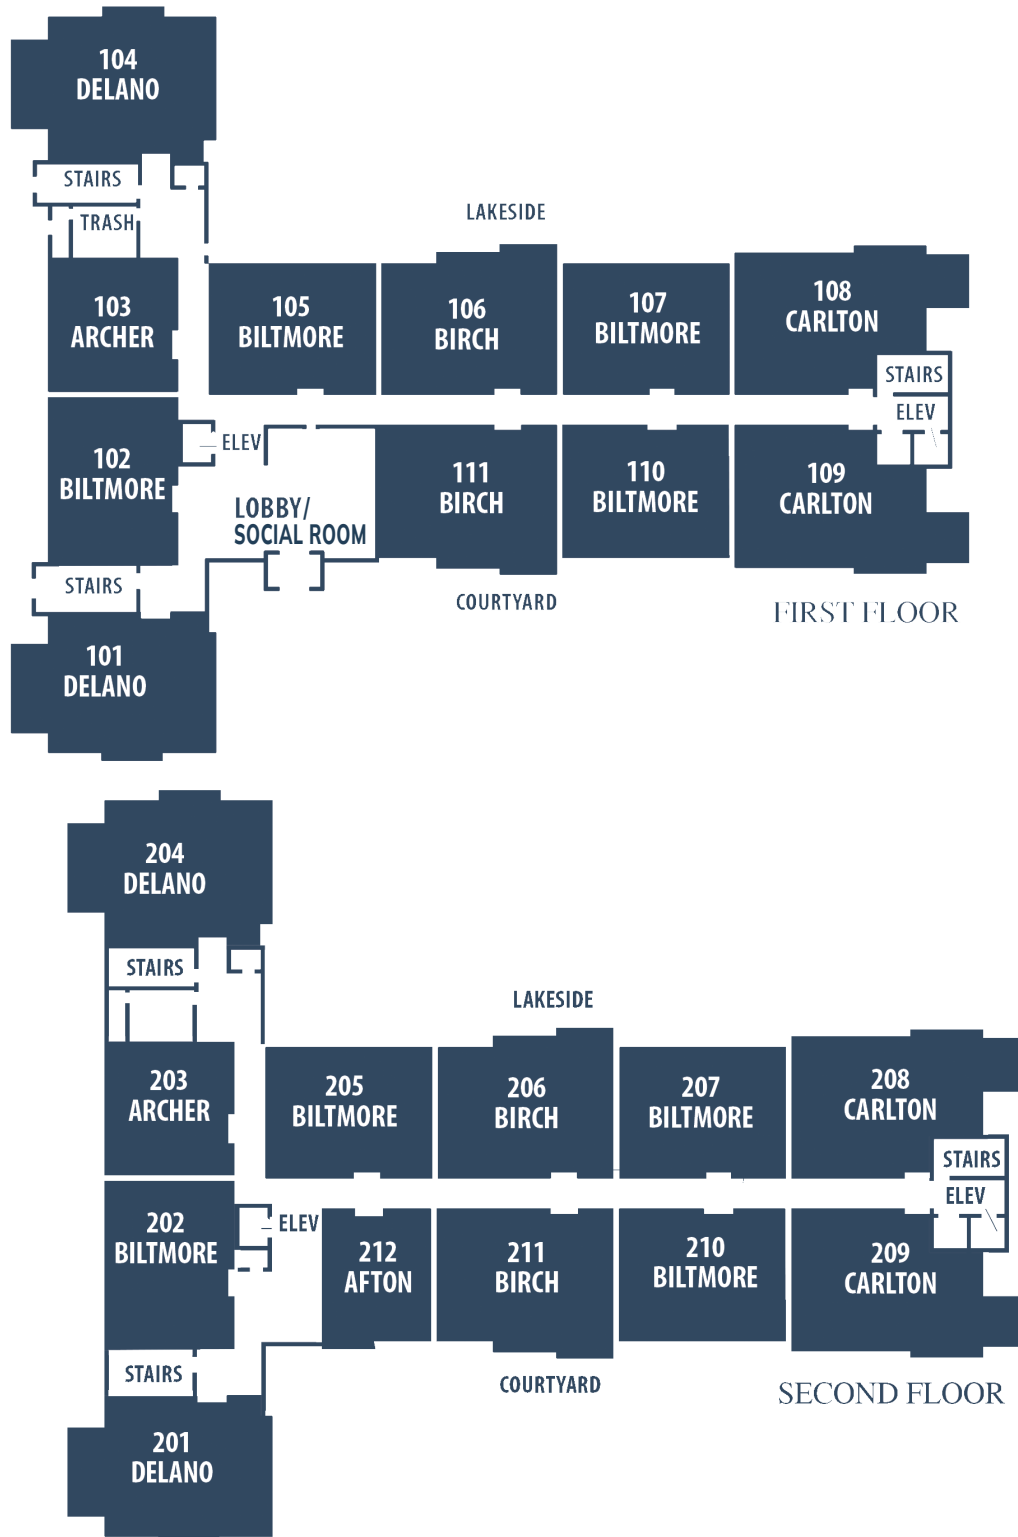 104
DELANO
STAIRS
TRASH
LAKESIDE
103
ARCHER
105
BILTMORE
106
BIRCH
107
BILTMORE
108
CARLTON
STAIRS
ELEV
102
BILTMORE
ELEV
LOBBY/
SOCIAL ROOM
111
BIRCH
110
BILTMORE
109
CARLTON
STAIRS
COURTYARD
FIRST FLOOR
101
DELANO
204
DELANO
STAIRS
LAKESIDE
203
ARCHER
205
BILTMORE
206
BIRCH
207
BILTMORE
208
CARLTON
STAIRS
ELEV
202
BILTMORE
ELEV
212
AFTON
211
BIRCH
210
BILTMORE
209
CARLTON
STAIRS
COURTYARD
SECOND FLOOR
201
DELANO